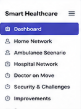 Smart Healthcare
Dashboard
Home Network
Ambulance Scenario
Hospital Network
Doctor on Move
Security & Challenges
Improvements